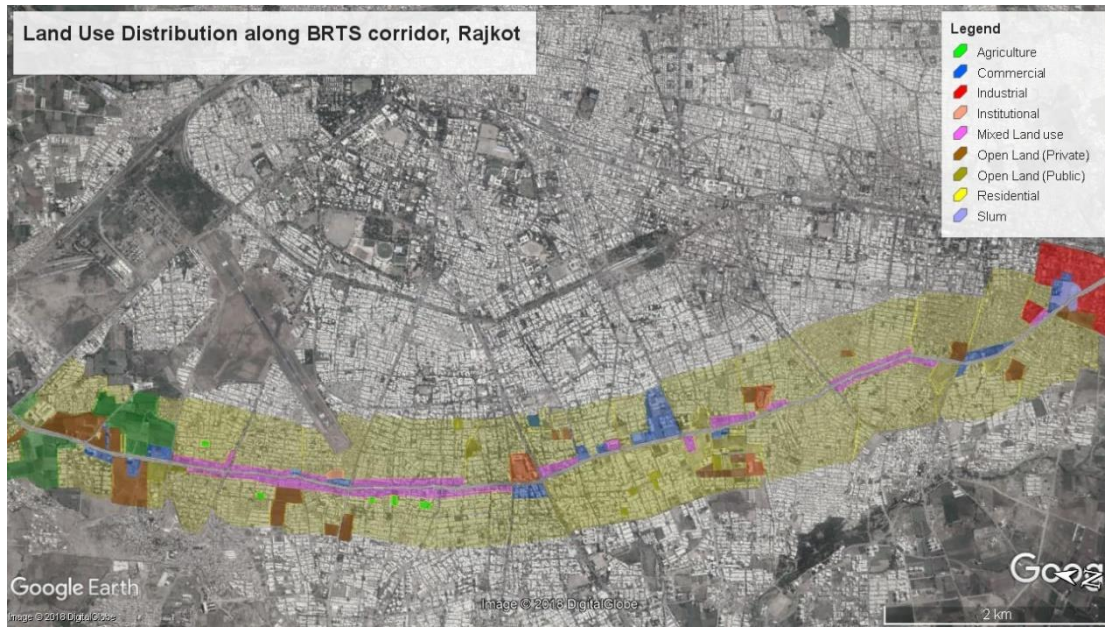 Land Use Distribution along BRTS corridor, Rajkot
Legend
Agriculture
Commercial
Industrial
Institutional
Mixed Land use
Open Land (Private)
Open Land (Public)
Residential
Slum
Google Earth
Image © 2018 DigitalGlobe
Image © 2018 DigitalGlobe
Goo
2 km